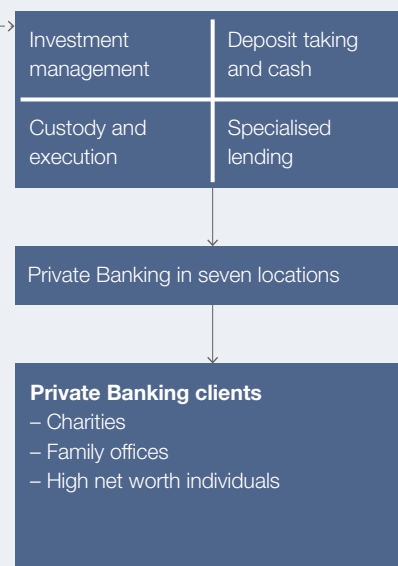 Investment
management
Deposit taking
and cash
Custody and
execution
Specialised
lending
Private Banking in seven locations
Private Banking clients
– Charities
– Family offices
– High net worth individuals